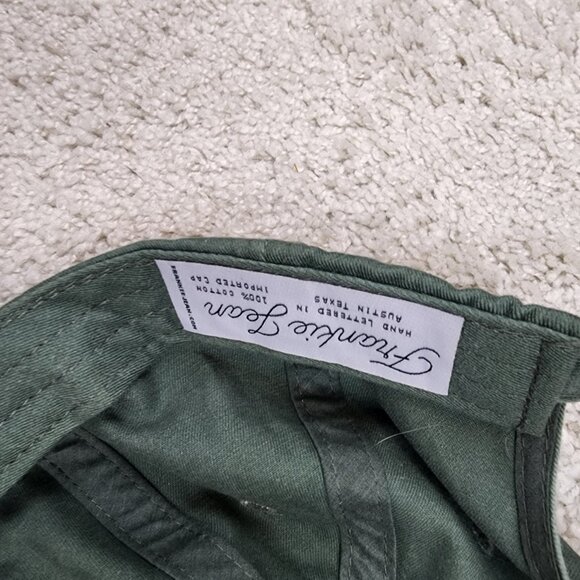 Frankie Jean
HAND LETTERED IN
AUSTIN TEXAS
100% COTTON
IMPORTED CAP
FRANKIEJEAN.COM